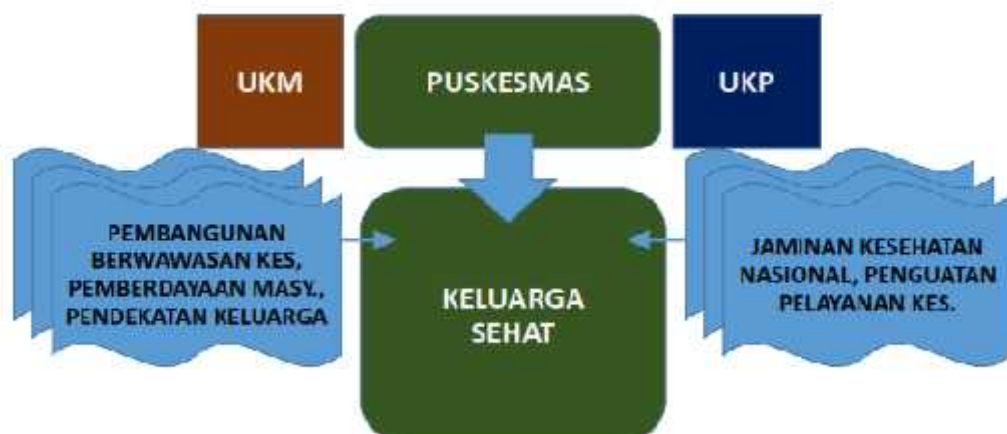 UKM
PUSKESMAS
UKP
PEMBANGUNAN
BERWAWASAN KES,
PEMBERDAYAAN MASY.,
PENDEKATAN KELUARGA
KELUARGA
SEHAT
JAMINAN KESEHATAN
NASIONAL, PENGUATAN
PELAYANAN KES.